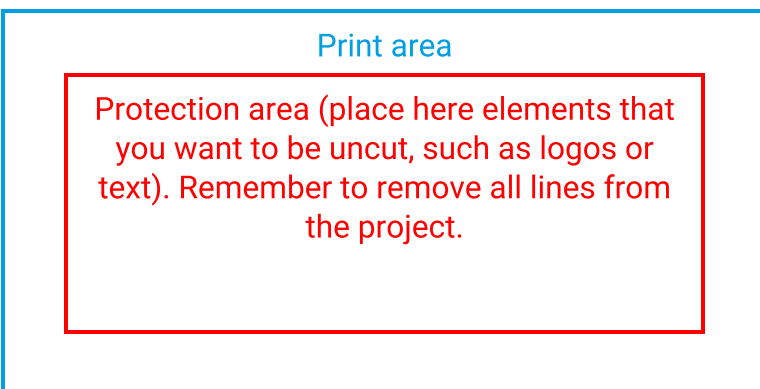 Print area
Protection area (place here elements that
you want to be uncut, such as logos or
text). Remember to remove all lines from
the project.